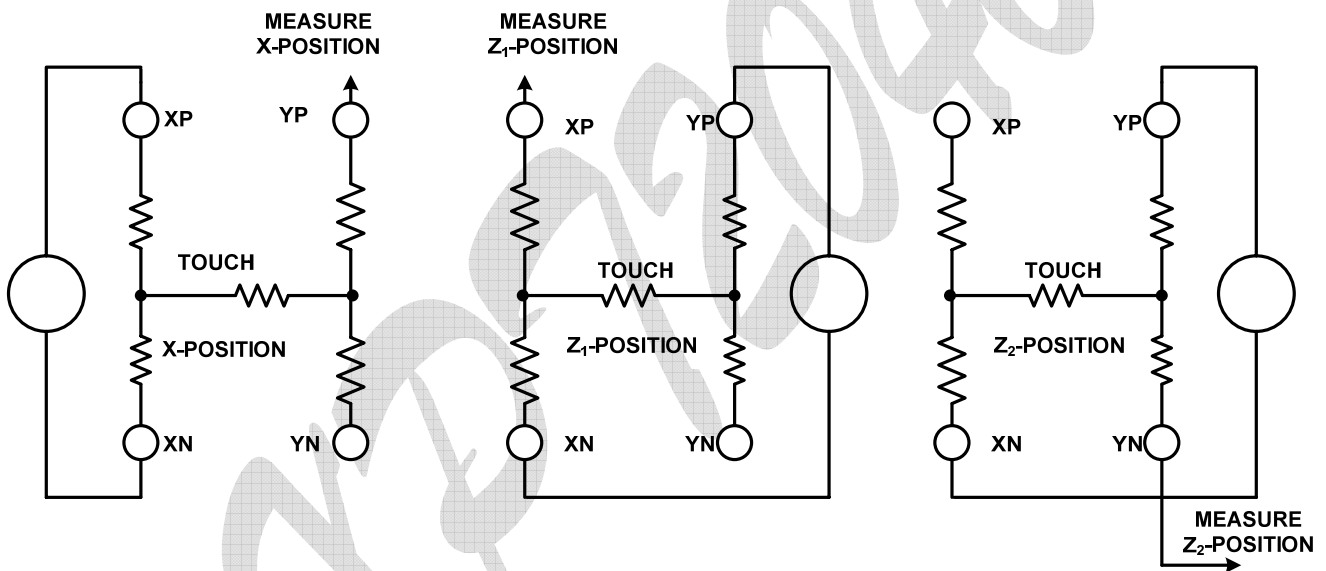 MEASURE
X-POSITION
XP
YP
TOUCH
X-POSITION
XN
YN
MEASURE
Z₁-POSITION
XP
YP
TOUCH
Z₁-POSITION
XN
YN
XP
YP
TOUCH
Z₂-POSITION
XN
YN
MEASURE
Z₂-POSITION